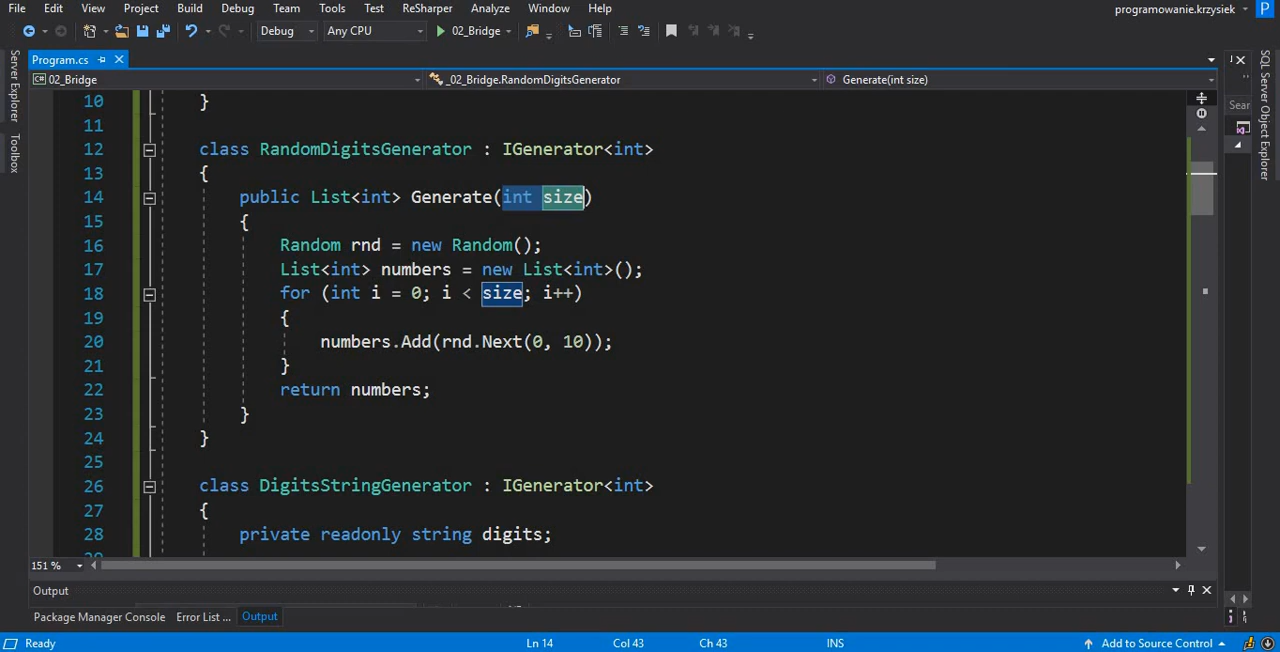 File Edit View Project Build Debug Team Tools Test ReSharper Analyze Window Help programowanie.krzysiek P
Debug Any CPU 02_Bridge
Program.cs
02_Bridge _02_Bridge.RandomDigitsGenerator Generate(int size)
Server Explorer
Toolbox
SQL Server Object Explorer
Sear
10 }
11
12 class RandomDigitsGenerator : IGenerator<int>
13 {
14 public List<int> Generate(int size)
15 {
16 Random rnd = new Random();
17 List<int> numbers = new List<int>();
18 for (int i = 0; i < size; i++)
19 {
20 numbers.Add(rnd.Next(0, 10));
21 }
22 return numbers;
23 }
24 }
25
26 class DigitsStringGenerator : IGenerator<int>
27 {
28 private readonly string digits;
151 %
Output
Package Manager Console Error List ... Output
Ready Ln 14 Col 43 Ch 43 INS Add to Source Control